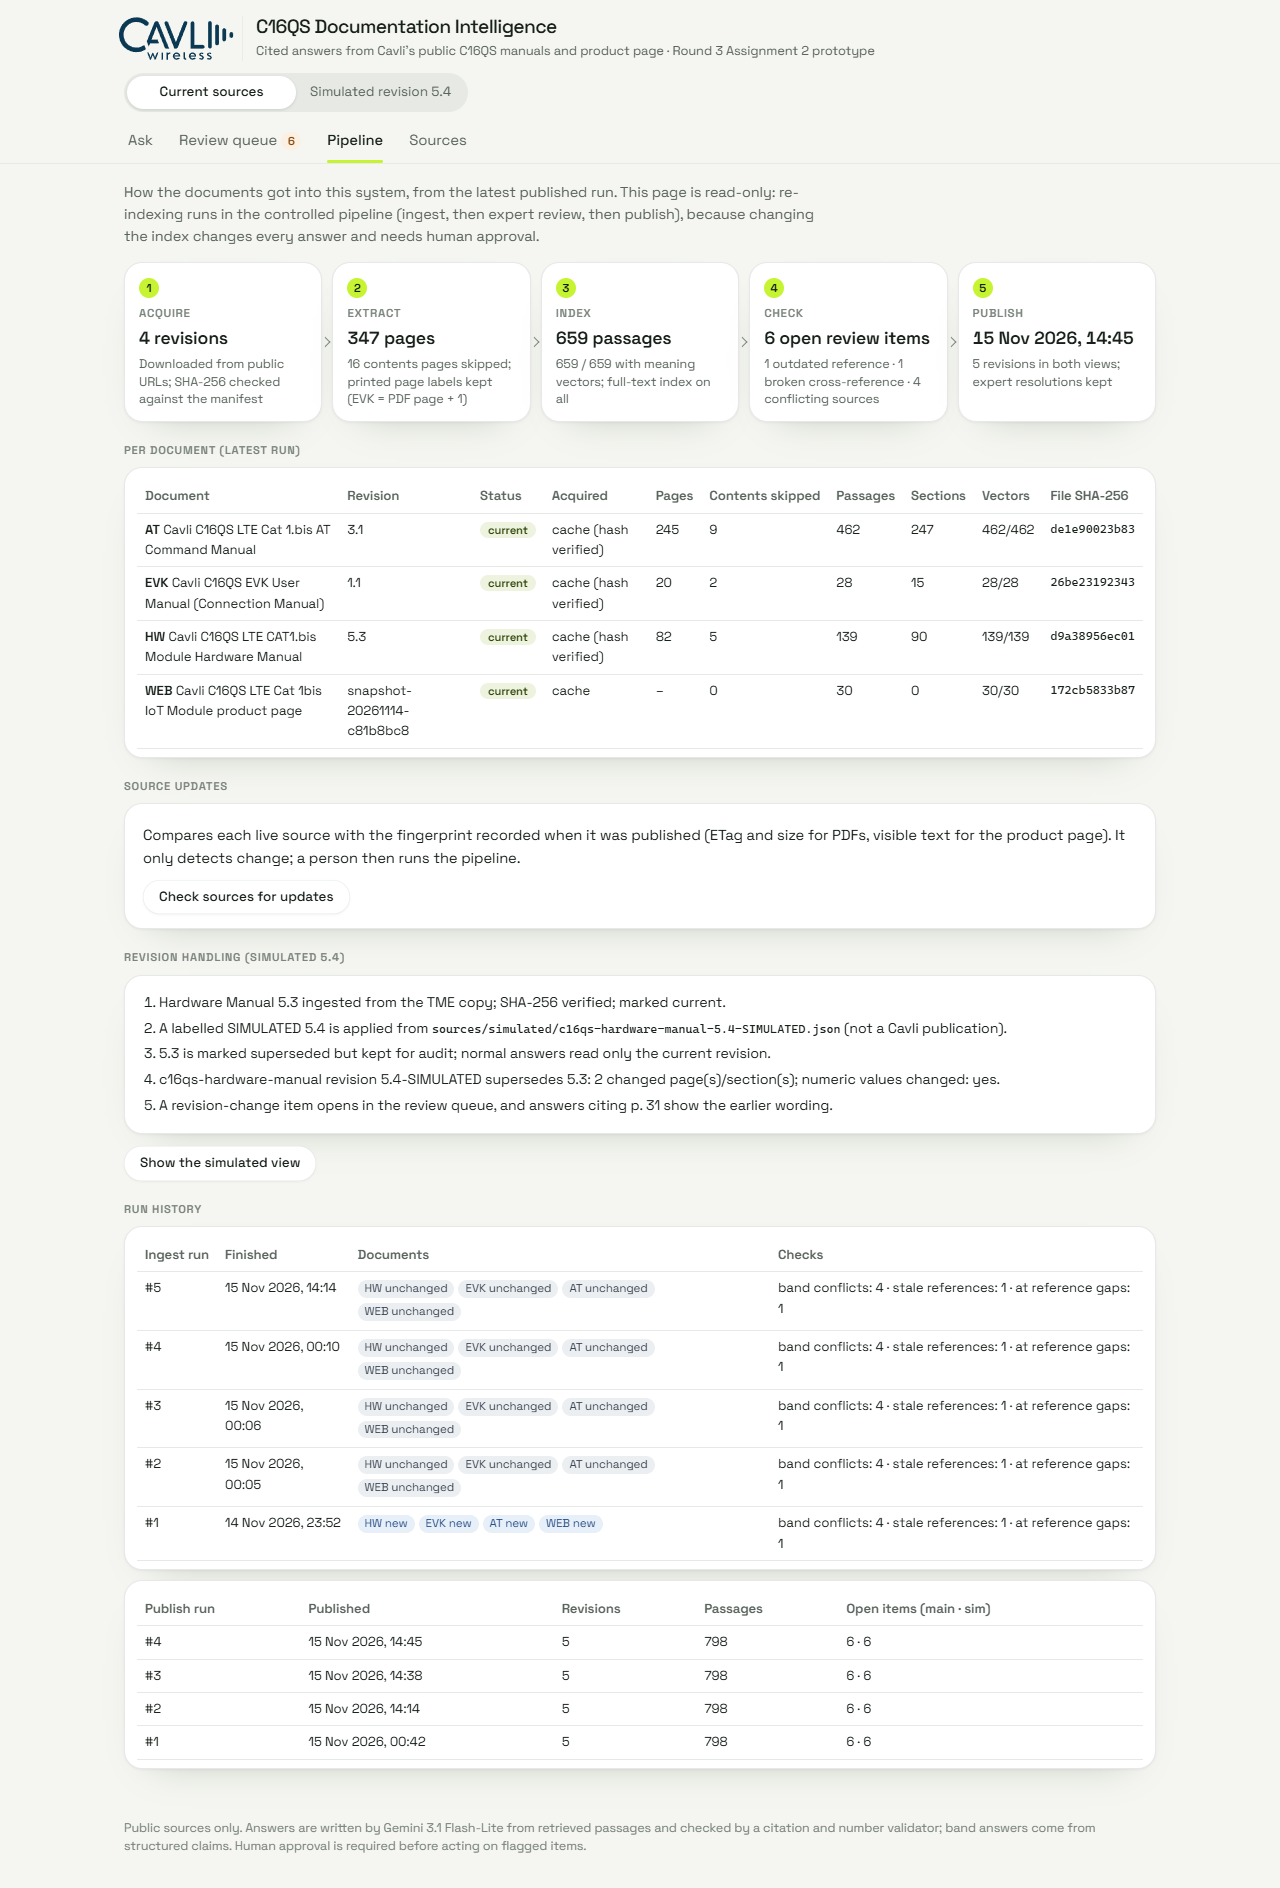 CAVLI wireless
C16QS Documentation Intelligence
Cited answers from Cavli's public C16QS manuals and product page · Round 3 Assignment 2 prototype
Current sources
Simulated revision 5.4
Ask
Review queue 6
Pipeline
Sources
How the documents got into this system, from the latest published run. This page is read-only: re-
indexing runs in the controlled pipeline (ingest, then expert review, then publish), because changing
the index changes every answer and needs human approval.
1
ACQUIRE
4 revisions
Downloaded from public
URLs; SHA-256 checked
against the manifest
2
EXTRACT
347 pages
16 contents pages skipped;
printed page labels kept
(EVK = PDF page + 1)
3
INDEX
659 passages
659 / 659 with meaning
vectors; full-text index on
all
4
CHECK
6 open review items
1 outdated reference · 1
broken cross-reference · 4
conflicting sources
5
PUBLISH
15 Nov 2026, 14:45
5 revisions in both views;
expert resolutions kept
PER DOCUMENT (LATEST RUN)
Document Revision Status Acquired Pages Contents skipped Passages Sections Vectors File SHA-256
AT Cavli C16QS LTE Cat 1.bis AT 3.1 current cache (hash 245 9 462 247 462/462 de1e90023b83
Command Manual verified)
EVK Cavli C16QS EVK User 1.1 current cache (hash 20 2 28 15 28/28 26be23192343
Manual (Connection Manual) verified)
HW Cavli C16QS LTE CAT1.bis 5.3 current cache (hash 82 5 139 90 139/139 d9a38956ec01
Module Hardware Manual verified)
WEB Cavli C16QS LTE Cat 1bis snapshot- current cache – 0 30 0 30/30 172cb5833b87
IoT Module product page 20261114-
c81b8bc8
SOURCE UPDATES
Compares each live source with the fingerprint recorded when it was published (ETag and size for PDFs, visible text for the product page). It
only detects change; a person then runs the pipeline.
Check sources for updates
REVISION HANDLING (SIMULATED 5.4)
1. Hardware Manual 5.3 ingested from the TME copy; SHA-256 verified; marked current.
2. A labelled SIMULATED 5.4 is applied from sources/simulated/c16qs-hardware-manual-5.4-SIMULATED.json (not a Cavli publication).
3. 5.3 is marked superseded but kept for audit; normal answers read only the current revision.
4. c16qs-hardware-manual revision 5.4-SIMULATED supersedes 5.3: 2 changed page(s)/section(s); numeric values changed: yes.
5. A revision-change item opens in the review queue, and answers citing p. 31 show the earlier wording.
Show the simulated view
RUN HISTORY
Ingest run Finished Documents Checks
#5 15 Nov 2026, 14:14 HW unchanged EVK unchanged AT unchanged band conflicts: 4 · stale references: 1 · at reference gaps:
WEB unchanged 1
#4 15 Nov 2026, 00:10 HW unchanged EVK unchanged AT unchanged band conflicts: 4 · stale references: 1 · at reference gaps:
WEB unchanged 1
#3 15 Nov 2026, HW unchanged EVK unchanged AT unchanged band conflicts: 4 · stale references: 1 · at reference gaps:
00:06 WEB unchanged 1
#2 15 Nov 2026, HW unchanged EVK unchanged AT unchanged band conflicts: 4 · stale references: 1 · at reference gaps:
00:05 WEB unchanged 1
#1 14 Nov 2026, 23:52 HW new EVK new AT new WEB new band conflicts: 4 · stale references: 1 · at reference gaps:
1
Publish run Published Revisions Passages Open items (main · sim)
#4 15 Nov 2026, 14:45 5 798 6 · 6
#3 15 Nov 2026, 14:38 5 798 6 · 6
#2 15 Nov 2026, 14:14 5 798 6 · 6
#1 15 Nov 2026, 00:42 5 798 6 · 6
Public sources only. Answers are written by Gemini 3.1 Flash-Lite from retrieved passages and checked by a citation and number validator; band answers come from
structured claims. Human approval is required before acting on flagged items.